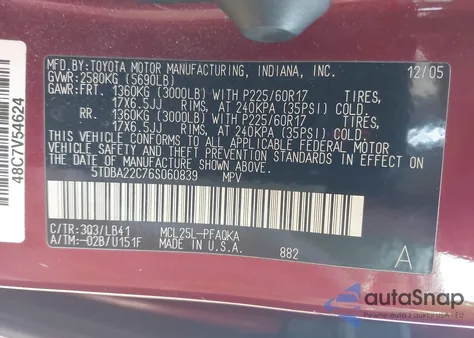 MFD. BY: TOYOTA MOTOR MANUFACTURING, INDIANA, INC. 12/05
GVWR: 2580KG (5690LB)
GAWR: FRT. 1360KG (3000LB) WITH P225/60R17 TIRES,
17X6.5JJ RIMS, AT 240KPA (35PSI) COLD
RR. 1360KG (3000LB) WITH P225/60R17 TIRES,
17X6.5JJ RIMS, AT 240KPA (35PSI) COLD
THIS VEHICLE CONFORMS TO ALL APPLICABLE FEDERAL MOTOR
VEHICLE SAFETY AND THEFT PREVENTION STANDARDS IN EFFECT
ON THE DATE OF MANUFACTURE SHOWN ABOVE.
5TDBA22C76S060839 MPV
C/TR: 3Q3/LB41 MCL25L-PFAQKA
A/TM: -02B/U151F MADE IN U.S.A. 882 A
48C7V54624
autaSnap